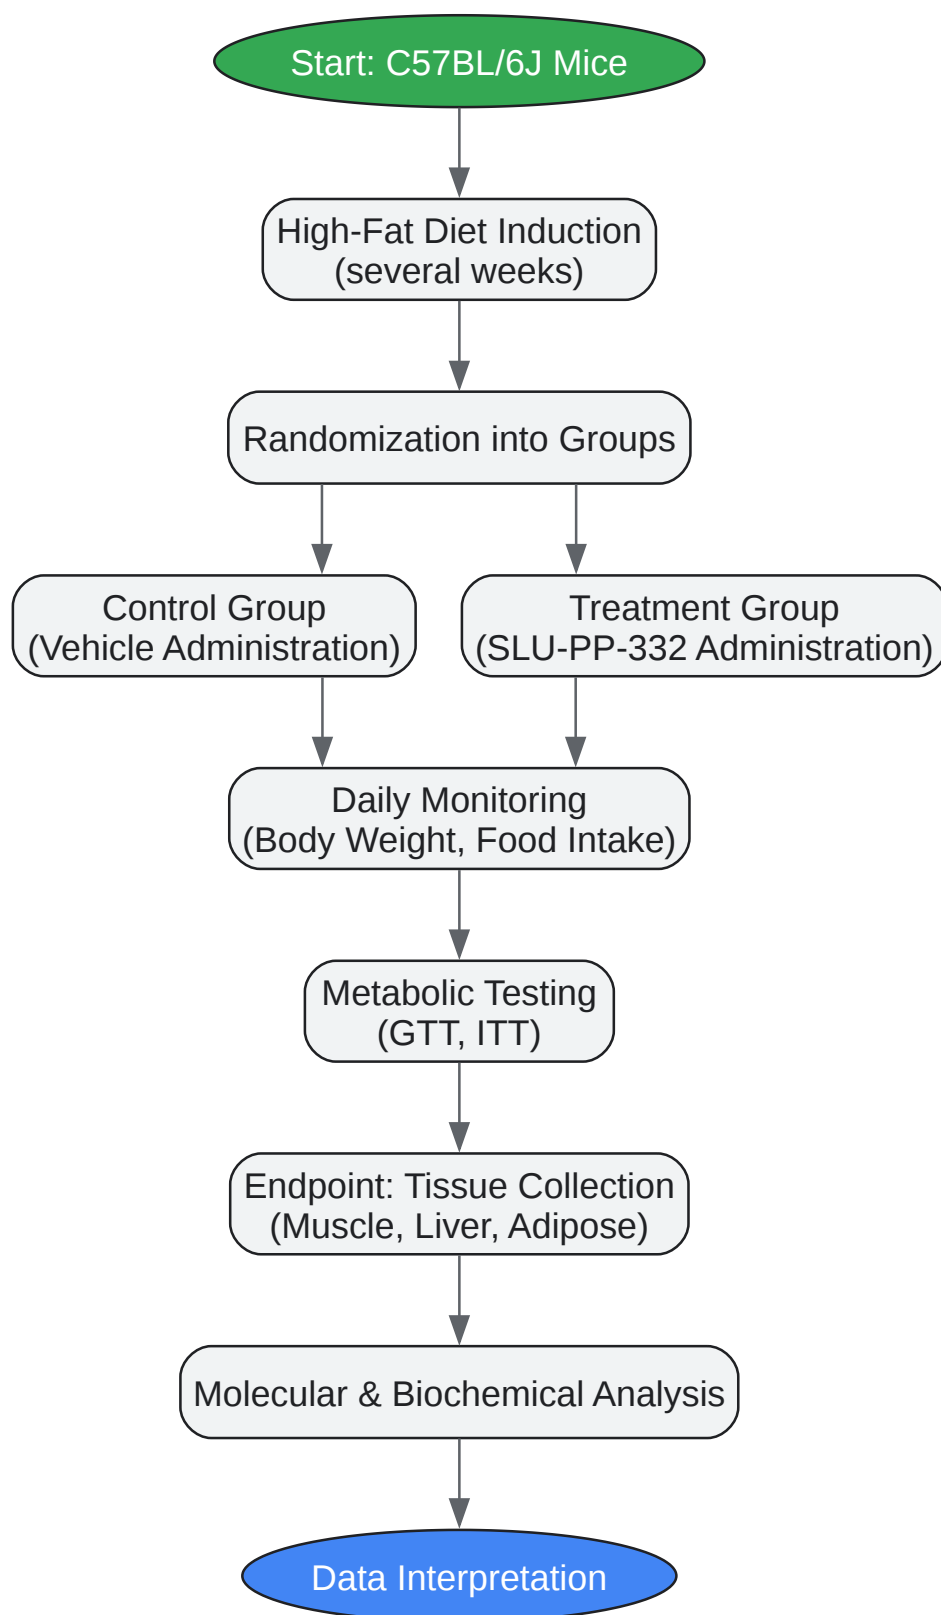 Start: C57BL/6J Mice
High-Fat Diet Induction
(several weeks)
Randomization into Groups
Control Group
(Vehicle Administration)
Treatment Group
(SLU-PP-332 Administration)
Daily Monitoring
(Body Weight, Food Intake)
Metabolic Testing
(GTT, ITT)
Endpoint: Tissue Collection
(Muscle, Liver, Adipose)
Molecular & Biochemical Analysis
Data Interpretation